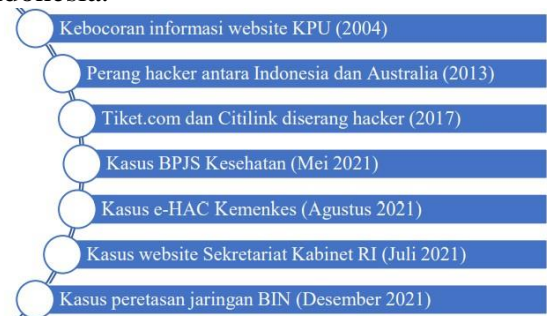 Kebocoran informasi website KPU (2004)
Perang hacker antara Indonesia dan Australia (2013)
Tiket.com dan Citilink diserang hacker (2017)
Kasus BPJS Kesehatan (Mei 2021)
Kasus e-HAC Kemenkes (Agustus 2021)
Kasus website Sekretariat Kabinet RI (Juli 2021)
Kasus peretasan jaringan BIN (Desember 2021)